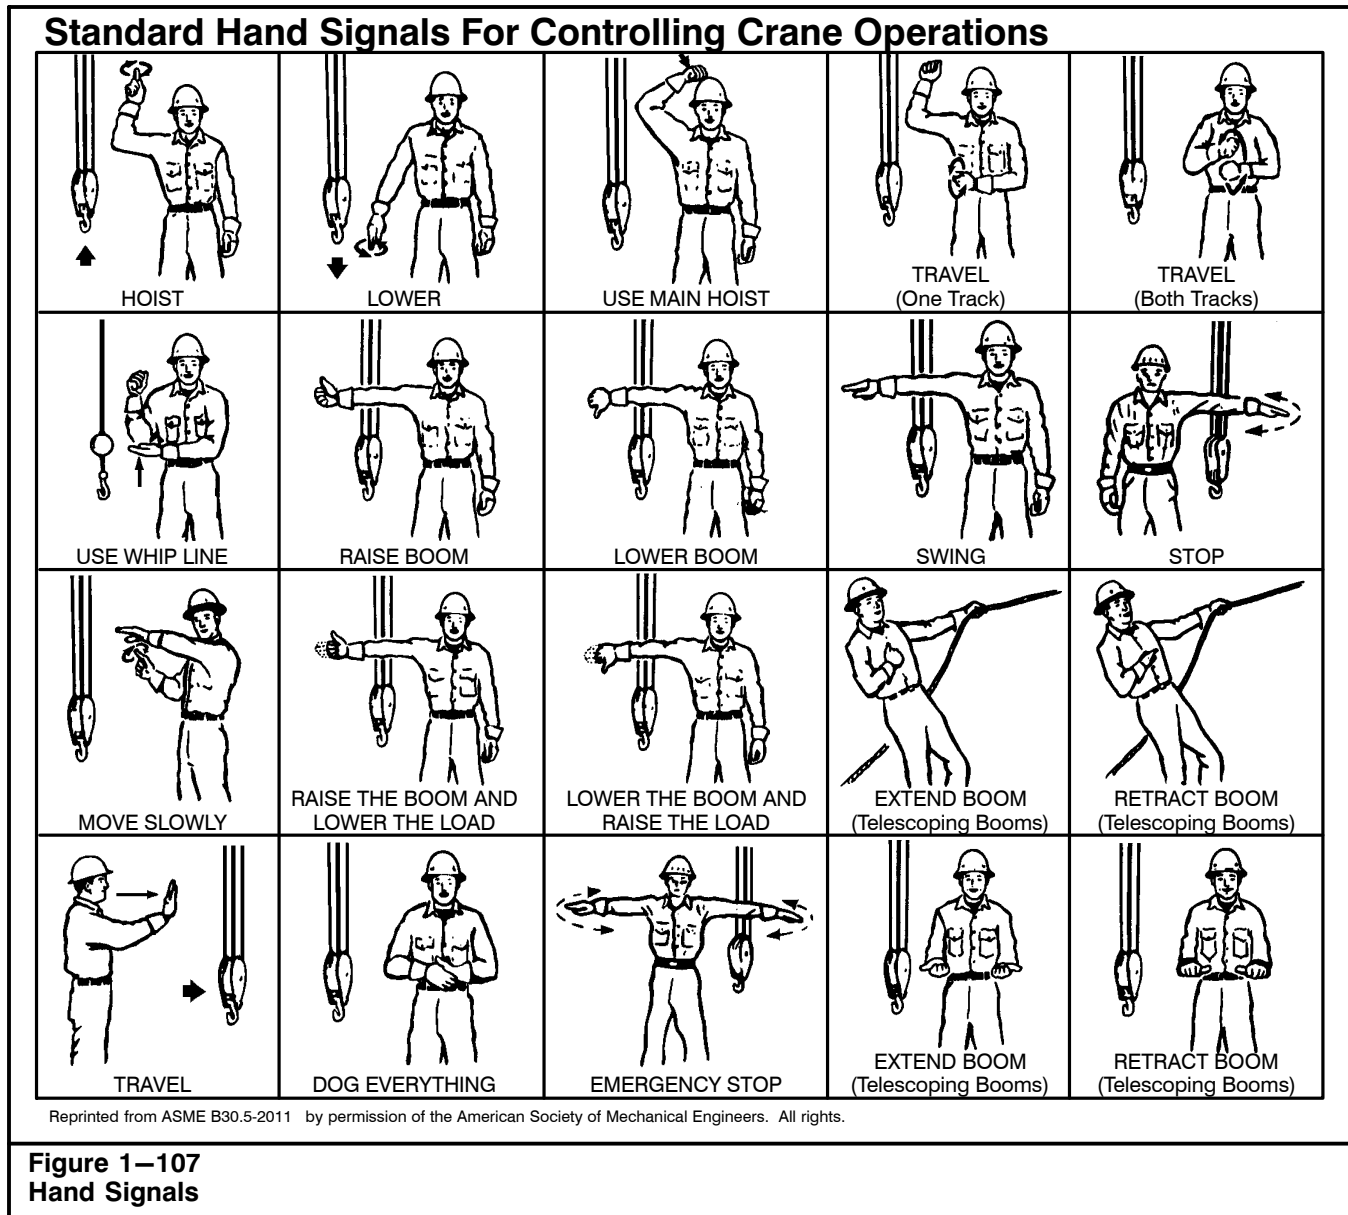 Standard Hand Signals For Controlling Crane Operations
HOIST
LOWER
USE MAIN HOIST
TRAVEL
(One Track)
TRAVEL
(Both Tracks)
USE WHIP LINE
RAISE BOOM
LOWER BOOM
SWING
STOP
MOVE SLOWLY
RAISE THE BOOM AND
LOWER THE LOAD
LOWER THE BOOM AND
RAISE THE LOAD
EXTEND BOOM
(Telescoping Booms)
RETRACT BOOM
(Telescoping Booms)
TRAVEL
DOG EVERYTHING
EMERGENCY STOP
EXTEND BOOM
(Telescoping Booms)
RETRACT BOOM
(Telescoping Booms)
Reprinted from ASME B30.5-2011 by permission of the American Society of Mechanical Engineers. All rights.
Figure 1–107
Hand Signals